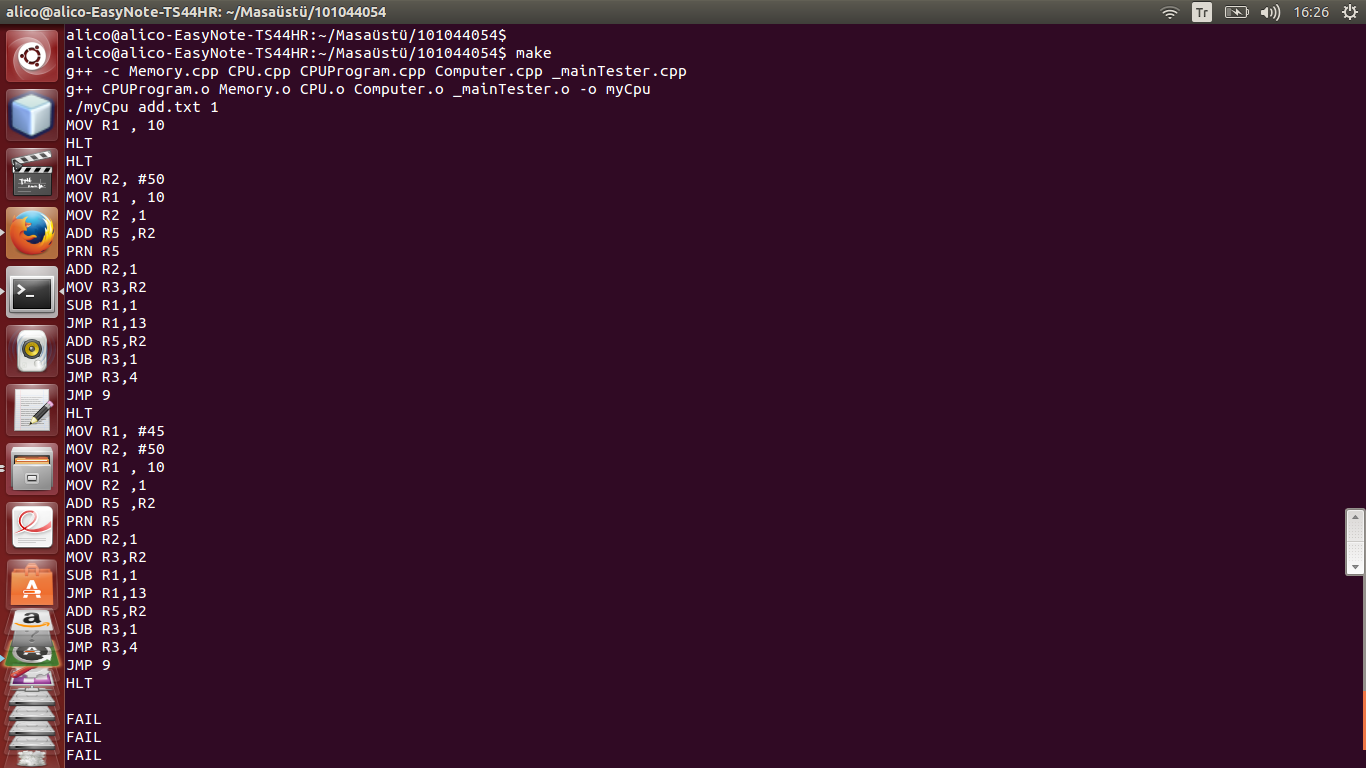 alico@alico-EasyNote-TS44HR: ~/Masaüstü/101044054
Tr
16:26
alico@alico-EasyNote-TS44HR:~/Masaüstü/101044054$
alico@alico-EasyNote-TS44HR:~/Masaüstü/101044054$ make
g++ -c Memory.cpp CPU.cpp CPUProgram.cpp Computer.cpp _mainTester.cpp
g++ CPUProgram.o Memory.o CPU.o Computer.o _mainTester.o -o myCpu
./myCpu add.txt 1
MOV R1 , 10
HLT
HLT
MOV R2, #50
MOV R1 , 10
MOV R2 ,1
ADD R5 ,R2
PRN R5
ADD R2,1
MOV R3,R2
SUB R1,1
JMP R1,13
ADD R5,R2
SUB R3,1
JMP R3,4
JMP 9
HLT
MOV R1, #45
MOV R2, #50
MOV R1 , 10
MOV R2 ,1
ADD R5 ,R2
PRN R5
ADD R2,1
MOV R3,R2
SUB R1,1
JMP R1,13
ADD R5,R2
SUB R3,1
JMP R3,4
JMP 9
HLT
FAIL
FAIL
FAIL